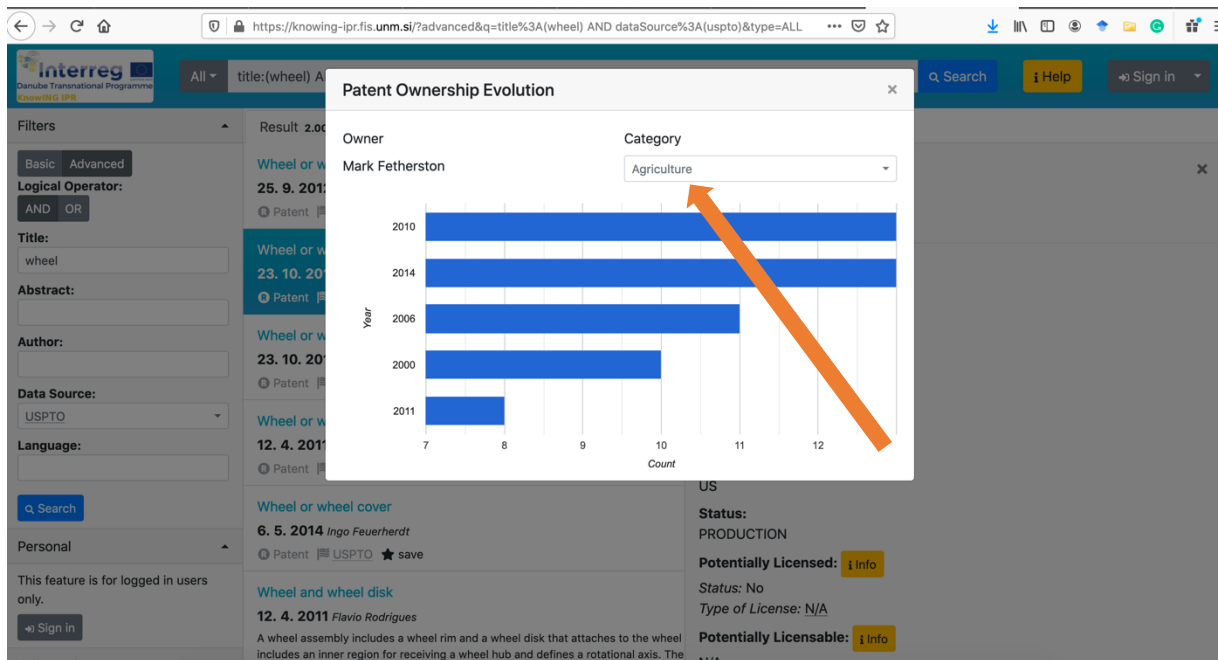 https://knowing-ipr.fis.unm.si/?advanced&q=title%3A(wheel) AND dataSource%3A(uspto)&type=ALL
Interreg
Danube Transnational Programme
KnowING IPR
All
title:(wheel) A
Search
Help
Sign in
Filters
Basic Advanced
Logical Operator:
AND OR
Title:
wheel
Abstract:
Author:
Data Source:
USPTO
Language:
Search
Personal
This feature is for logged in users
only.
Sign in
Result 2.00
Wheel or w
25. 9. 201
Patent
Wheel or w
23. 10. 20
Patent
Wheel or w
23. 10. 20
Patent
Wheel or w
12. 4. 201
Patent
Wheel or wheel cover
6. 5. 2014 Ingo Feuerherdt
Patent USPTO save
Wheel and wheel disk
12. 4. 2011 Flavio Rodrigues
A wheel assembly includes a wheel rim and a wheel disk that attaches to the wheel
includes an inner region for receiving a wheel hub and defines a rotational axis. The
Patent Ownership Evolution
Owner
Category
Mark Fetherston
Agriculture
2010
2014
2006
2000
2011
Year
7 8 9 10 11 12
Count
US
Status:
PRODUCTION
Potentially Licensed: Info
Status: No
Type of License: N/A
Potentially Licensable: Info